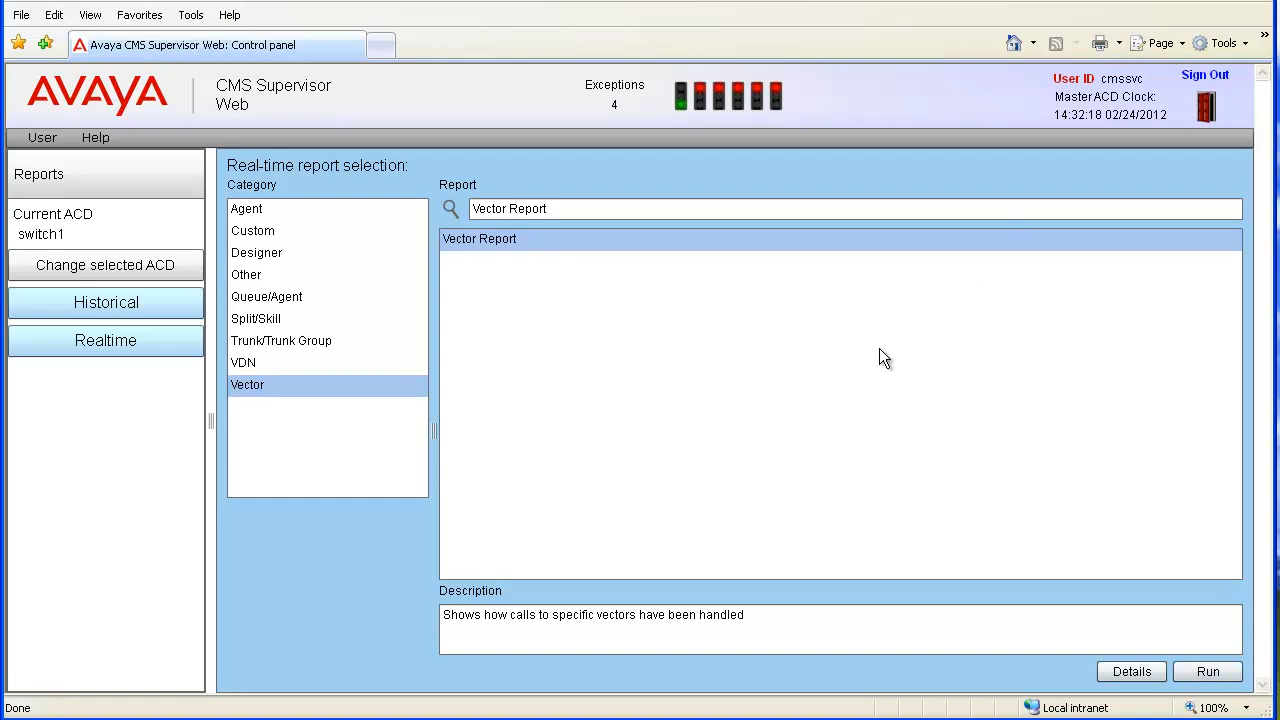 File Edit View Favorites Tools Help
Avaya CMS Supervisor Web: Control panel
Page Tools
AVAYA
CMS Supervisor
Web
Exceptions
4
User ID cmssvc
Master ACD Clock:
14:32:18 02/24/2012
Sign Out
User Help
Reports
Current ACD
switch1
Change selected ACD
Historical
Realtime
Real-time report selection:
Category
Agent
Custom
Designer
Other
Queue/Agent
Split/Skill
Trunk/Trunk Group
VDN
Vector
Report
Vector Report
Vector Report
Description
Shows how calls to specific vectors have been handled
Details Run
Done Local intranet 100%